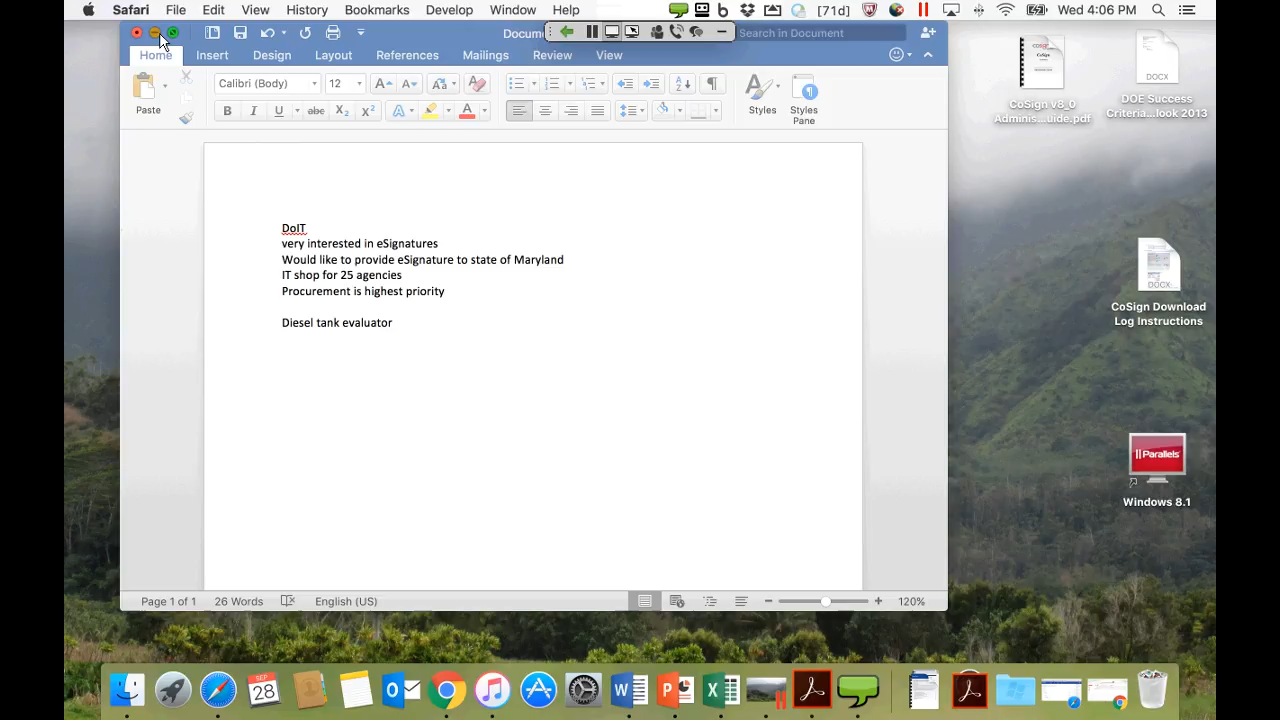 Safari File Edit View History Bookmarks Develop Window Help [71d] Wed 4:06 PM
Docume Search in Document
Home Insert Design Layout References Mailings Review View
Paste Calibri (Body) 12 Styles Styles Pane
DoIT
very interested in eSignatures
Would like to provide eSignature to state of Maryland
IT shop for 25 agencies
Procurement is highest priority
Diesel tank evaluator
Page 1 of 1 26 Words English (US) 120%
CoSign v8_0
Adminis...uide.pdf
DOCX
DOE Success
Criteria...look 2013
DOCX
CoSign Download
Log Instructions
Parallels
Windows 8.1
SEP
28